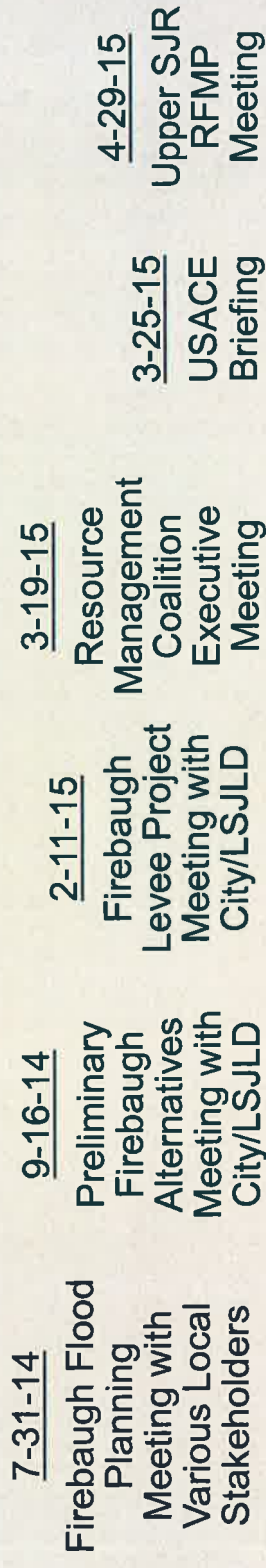 7-31-14
Firebaugh Flood
Planning
Meeting with
Various Local
Stakeholders
9-16-14
Preliminary
Firebaugh
Alternatives
Meeting with
City/LSJLD
2-11-15
Firebaugh
Levee Project
Meeting with
City/LSJLD
3-19-15
Resource
Management
Coalition
Executive
Meeting
3-25-15
USACE
Briefing
4-29-15
Upper SJR
RFMP
Meeting